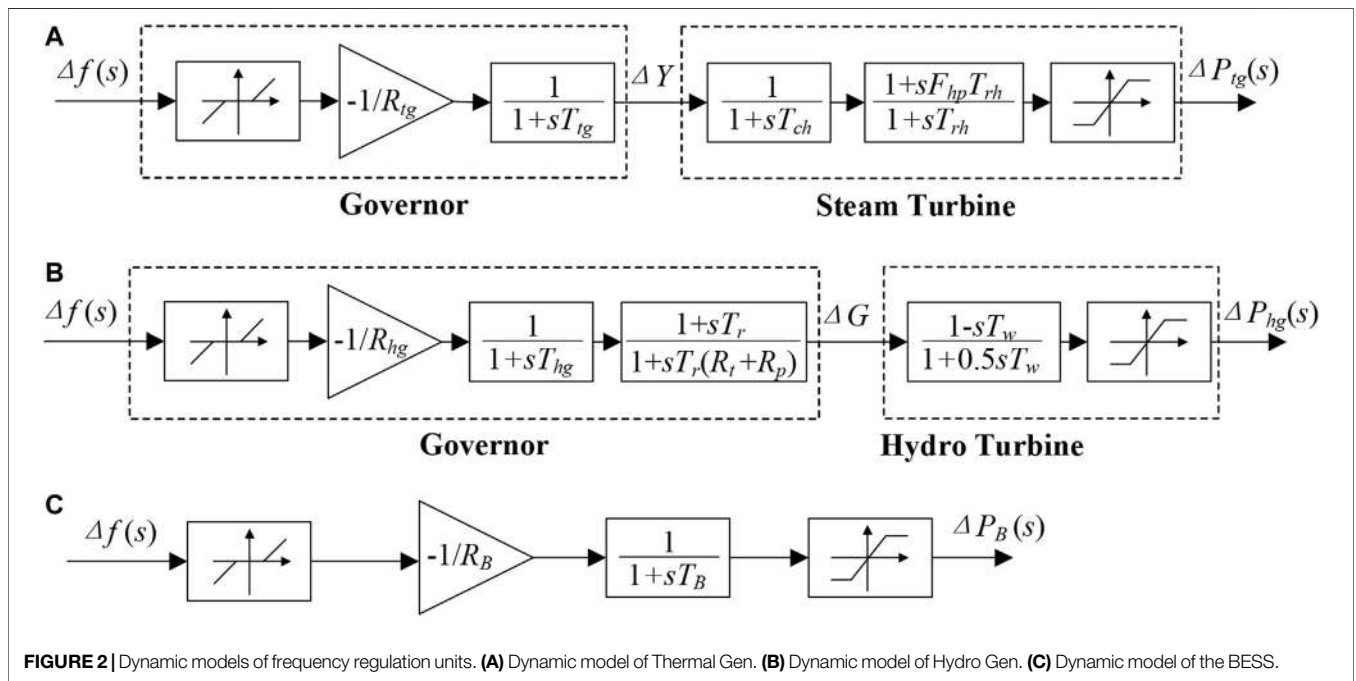 A
Δf(s)
-1/R_tg
1
1+sT_tg
ΔY
1
1+sT_ch
1+sF_hpT_rh
1+sT_rh
ΔP_tg(s)
Governor
Steam Turbine
B
Δf(s)
-1/R_hg
1
1+sT_hg
1+sT_r
1+sT_r(R_t+R_p)
ΔG
1-sT_w
1+0.5sT_w
ΔP_hg(s)
Governor
Hydro Turbine
C
Δf(s)
-1/R_B
1
1+sT_B
ΔP_B(s)
FIGURE 2 | Dynamic models of frequency regulation units. (A) Dynamic model of Thermal Gen. (B) Dynamic model of Hydro Gen. (C) Dynamic model of the BESS.